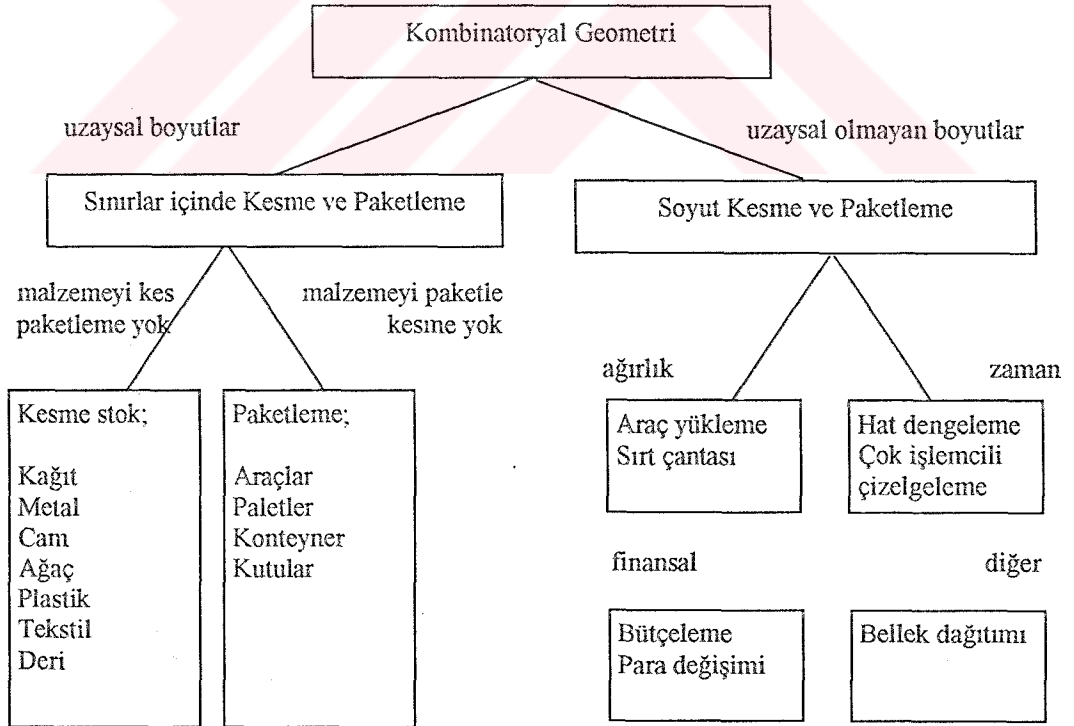 Kombinatoryal Geometri
uzaysal boyutlar
uzaysal olmayan boyutlar
Sınırlar içinde Kesme ve Paketleme
Soyut Kesme ve Paketleme
malzemeyi kes
paketleme yok
malzemeyi paketle
kesme yok
Kesme stok;
Kağıt
Metal
Cam
Ağaç
Plastik
Tekstil
Deri
Paketleme;
Araçlar
Paletler
Konteyner
Kutular
ağırlık
Araç yükleme
Sırt çantası
zaman
Hat dengeleme
Çok işlemcili
çizelgeleme
finansal
Bütçeleme
Para değişimi
diğer
Bellek dağıtımı